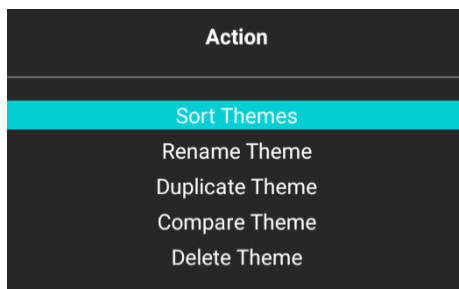 Action
Sort Themes
Rename Theme
Duplicate Theme
Compare Theme
Delete Theme